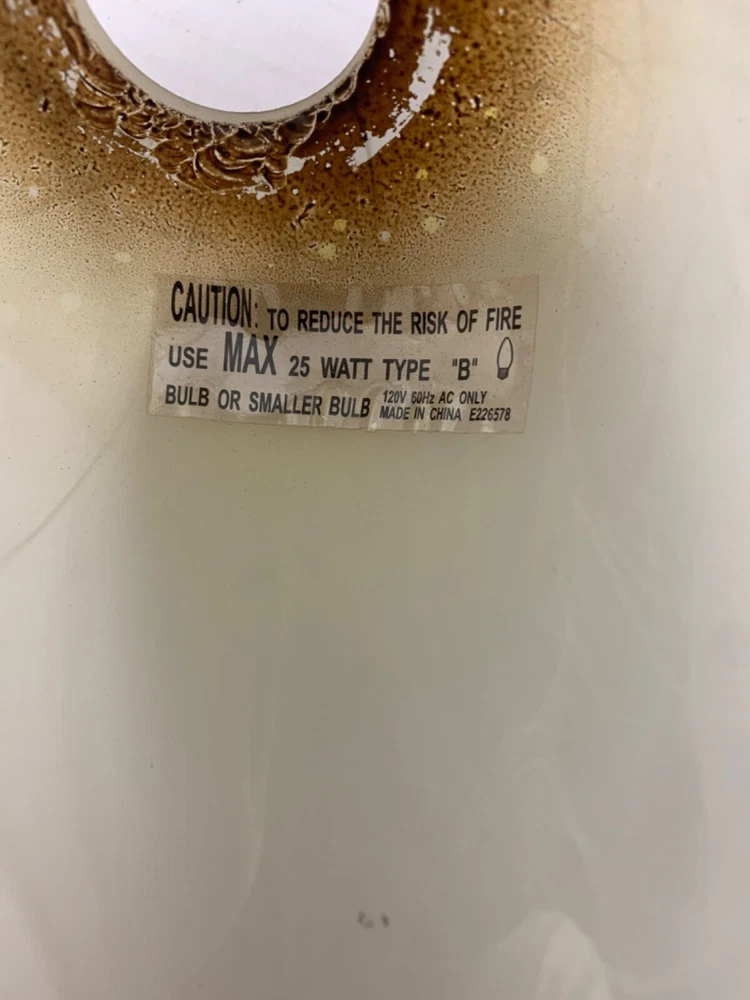 CAUTION: TO REDUCE THE RISK OF FIRE
USE MAX 25 WATT TYPE "B"
BULB OR SMALLER BULB
120V 60Hz AC ONLY
MADE IN CHINA E226578